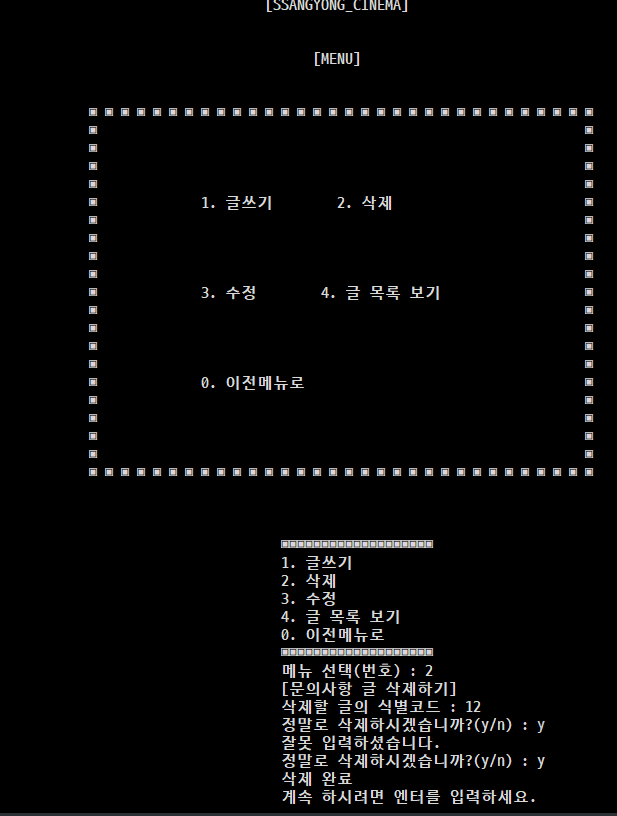 [SSANGYONG_CINEMA]
[MENU]
1. 글쓰기 2. 삭제
3. 수정 4. 글 목록 보기
0. 이전메뉴로
1. 글쓰기
2. 삭제
3. 수정
4. 글 목록 보기
0. 이전메뉴로
메뉴 선택(번호) : 2
[문의사항 글 삭제하기]
삭제할 글의 식별코드 : 12
정말로 삭제하시겠습니까?(y/n) : y
잘못 입력하셨습니다.
정말로 삭제하시겠습니까?(y/n) : y
삭제 완료
계속 하시려면 엔터를 입력하세요.